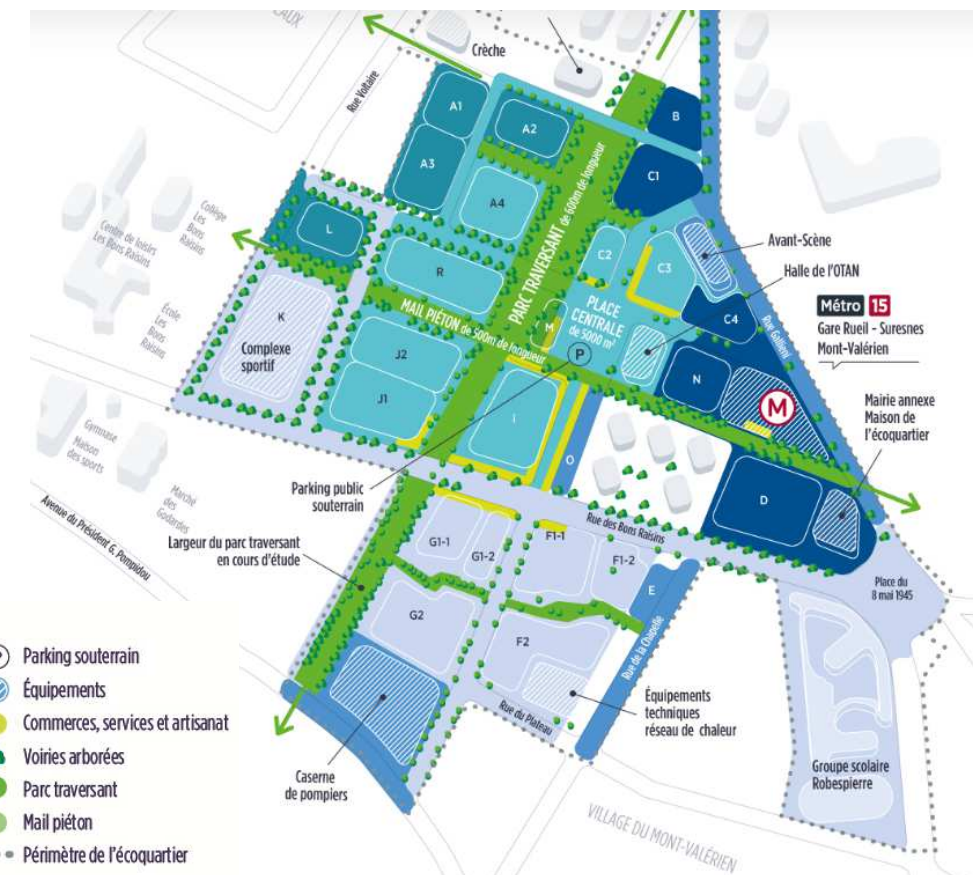 AUX
Crèche
Rue Voltaire
A1
A2
B
A3
C1
A4
Collège
Les
Bons
Raisins
Centre de loisirs
Les Bons Raisins
L
PARC TRAVERSANT de 600m de longueur
C2
C3
Avant-Scène
R
Halle de l'OTAN
École
Les
Bons
Raisins
MAIL PIÉTON de 500m de longueur
PLACE
CENTRALE
de 5000 m²
M
C4
Rue Gallieni
Métro 15
Gare Rueil - Suresnes
Mont-Valérien
K
Complexe
sportif
J2
P
N
M
J1
I
Mairie annexe
Maison de
l'écoquartier
Gymnase
Maison
des sports
O
D
Marché
des
Godardes
Parking public
souterrain
Avenue du Président G. Pompidou
Rue des Bons Raisins
Largeur du parc traversant
en cours d'étude
G1-1
G1-2
F1-1
F1-2
E
Place du
8 mai 1945
G2
F2
Rue de la Chapelle
Équipements
techniques
réseau de chaleur
Rue du Plateau
Caserne
de pompiers
Groupe scolaire
Robespierre
VILLAGE DU MONT-VALÉRIEN
Parking souterrain
Équipements
Commerces, services et artisanat
Voiries arborées
Parc traversant
Mail piéton
Périmètre de l'écoquartier